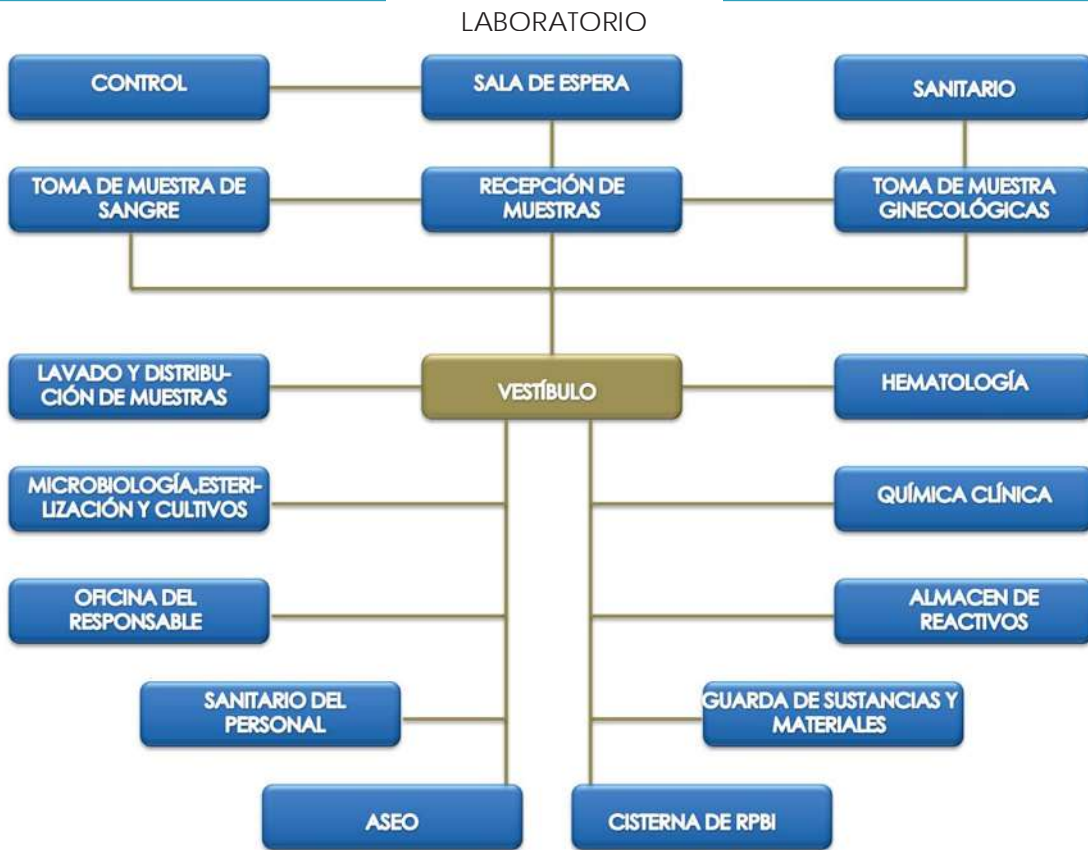 LABORATORIO
CONTROL
SALA DE ESPERA
SANITARIO
TOMA DE MUESTRA DE
SANGRE
RECEPCIÓN DE
MUESTRAS
TOMA DE MUESTRA
GINECOLÓGICAS
LAVADO Y DISTRIBU-
CIÓN DE MUESTRAS
VESTÍBULO
HEMATOLOGÍA
MICROBIOLOGÍA,ESTERI-
LIZACIÓN Y CULTIVOS
QUÍMICA CLÍNICA
OFICINA DEL
RESPONSABLE
ALMACEN DE
REACTIVOS
SANITARIO DEL
PERSONAL
GUARDA DE SUSTANCIAS Y
MATERIALES
ASEO
CISTERNA DE RPBI